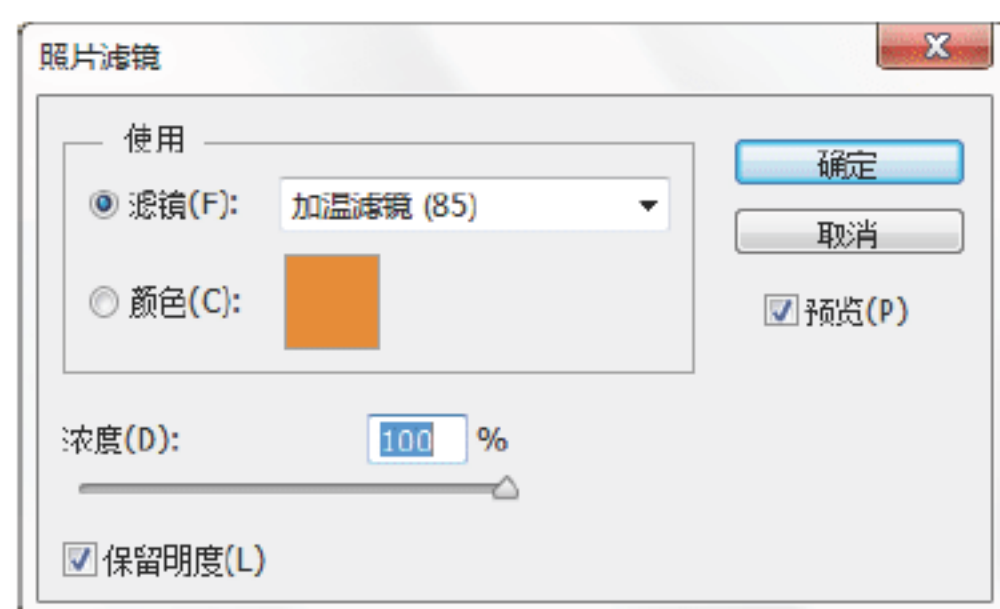 照片滤镜
使用
滤镜(F):
加温滤镜 (85)
颜色(C):
确定
取消
预览(P)
浓度(D):
100 %
保留明度(L)